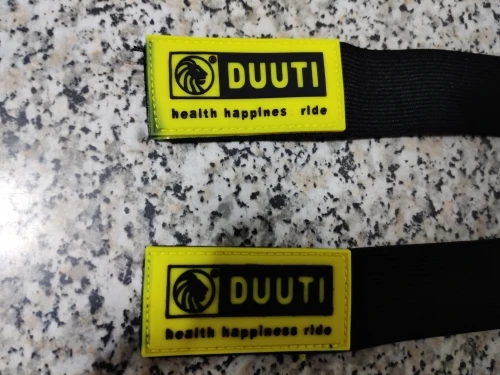 DUUTI
health happines ride
DUUTI
health happiness ride